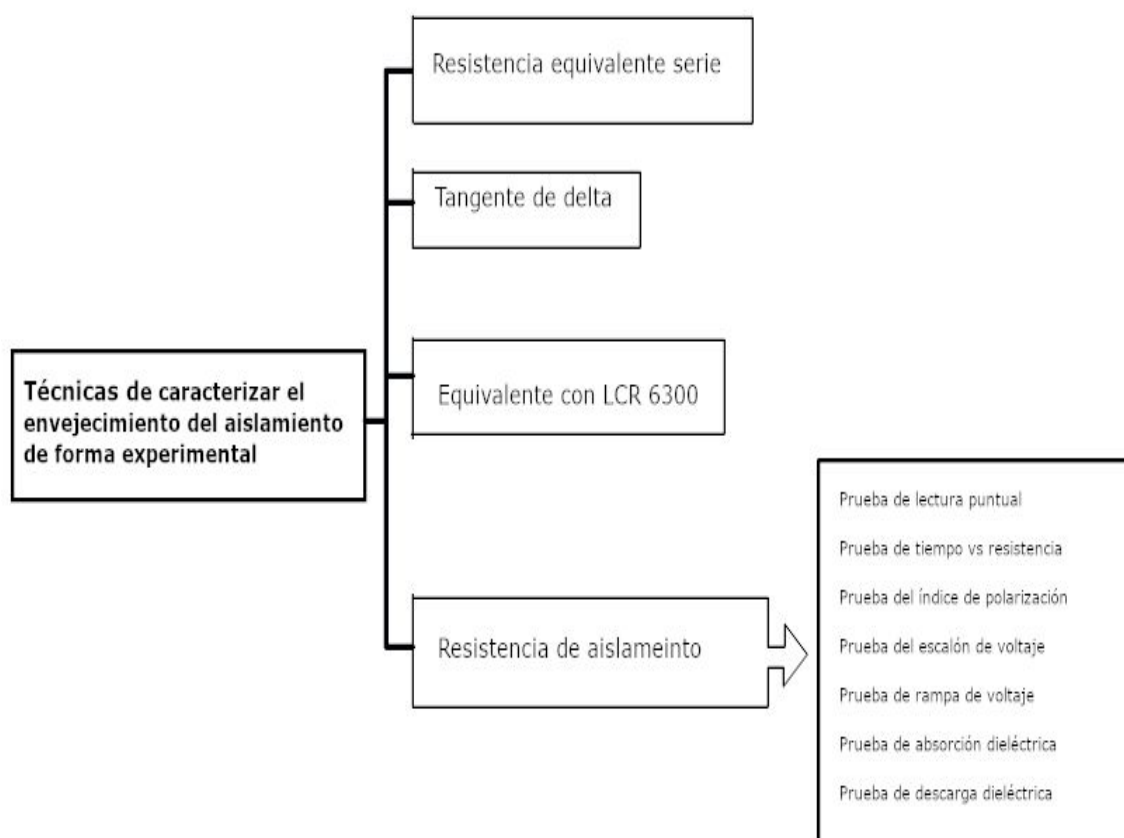 Resistencia equivalente serie
Tangente de delta
Técnicas de caracterizar el
envejecimiento del aislamiento
de forma experimental
Equivalente con LCR 6300
Resistencia de aislameinto
Prueba de lectura puntual
Prueba de tiempo vs resistencia
Prueba del índice de polarización
Prueba del escalón de voltaje
Prueba de rampa de voltaje
Prueba de absorción dieléctrica
Prueba de descarga dieléctrica